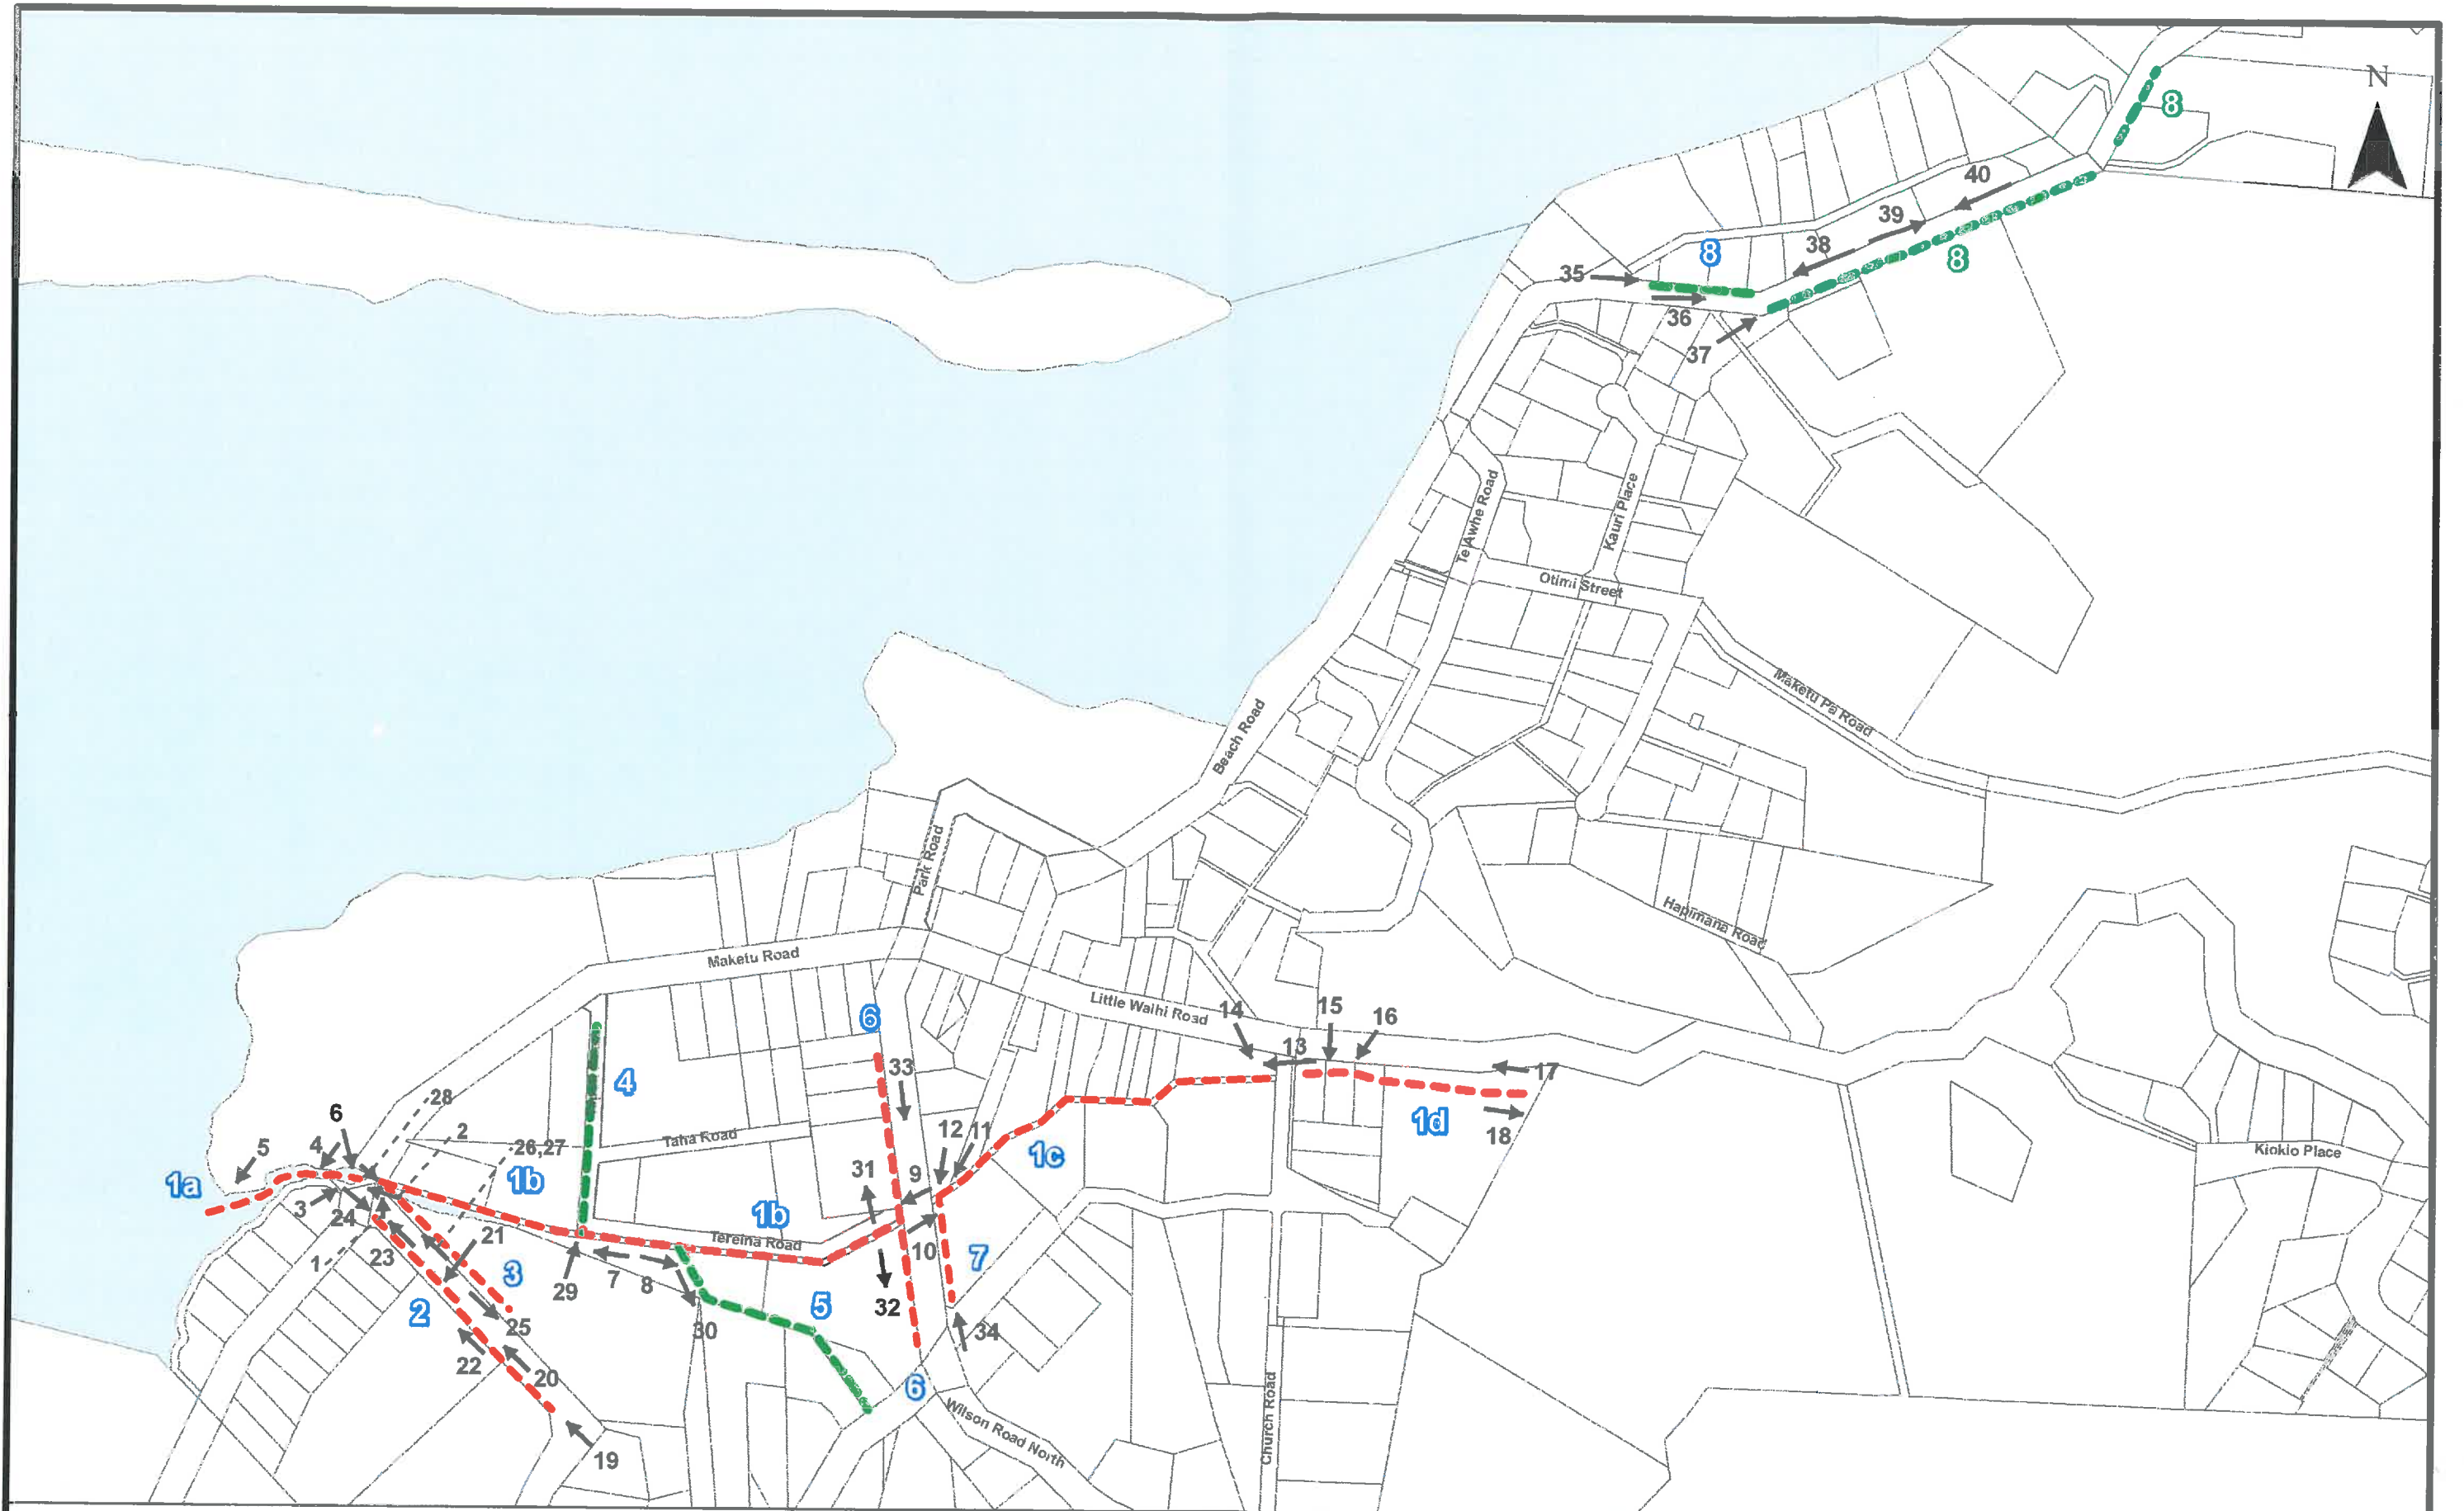 N
8
40
39
8
38
8
35
36
37
Te Awhe Road
Kauri Place
Otimi Street
Maketu Pa Road
Beach Road
Park Road
Hapimana Road
Maketu Road
Little Waihi Road
14
15
16
6
13
33
17
4
28
1d
18
6
2
Taha Road
12
11
5
4
26,27
1c
Kiokio Place
1a
1b
31
9
3
24
1b
21
Tereina Road
10
7
23
1
3
7
8
29
5
32
2
25
30
34
22
20
6
Church Road
Wilson Road North
19